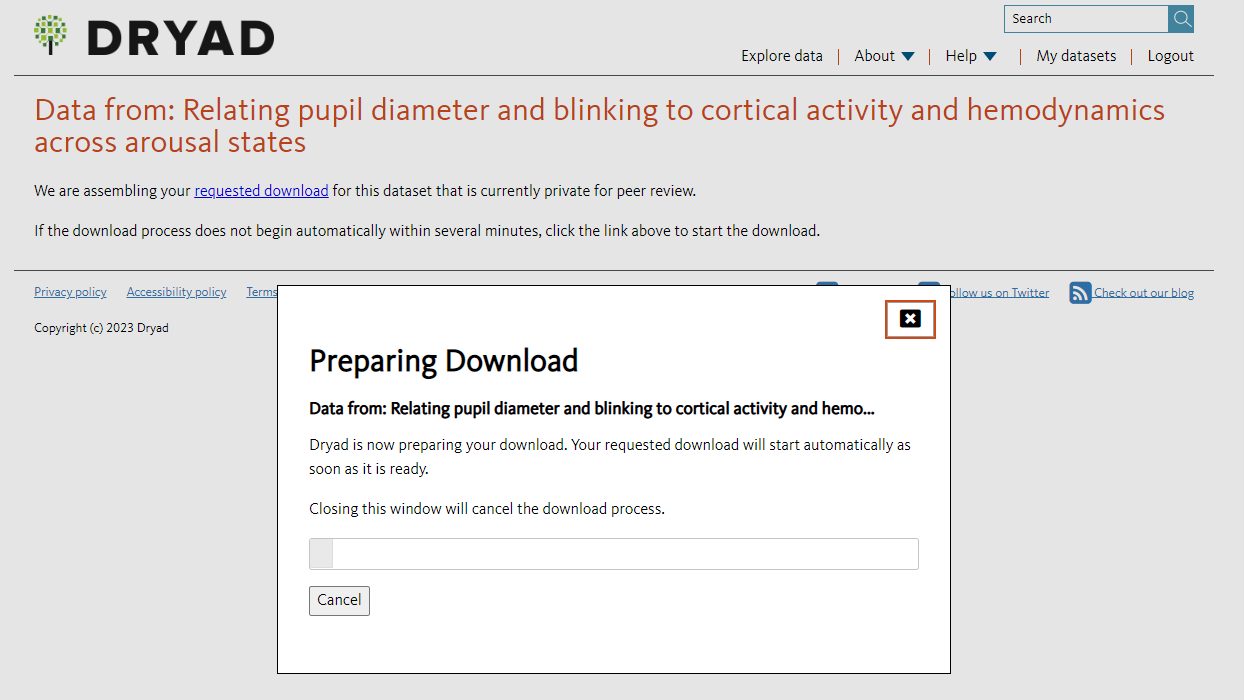 DRYAD
Search
Explore data | About | Help | My datasets | Logout
Data from: Relating pupil diameter and blinking to cortical activity and hemodynamics
across arousal states
We are assembling your requested download for this dataset that is currently private for peer review.
If the download process does not begin automatically within several minutes, click the link above to start the download.
Privacy policy Accessibility policy Terms ollow us on Twitter Check out our blog
Copyright (c) 2023 Dryad
Preparing Download
Data from: Relating pupil diameter and blinking to cortical activity and hemo...
Dryad is now preparing your download. Your requested download will start automatically as
soon as it is ready.
Closing this window will cancel the download process.
Cancel